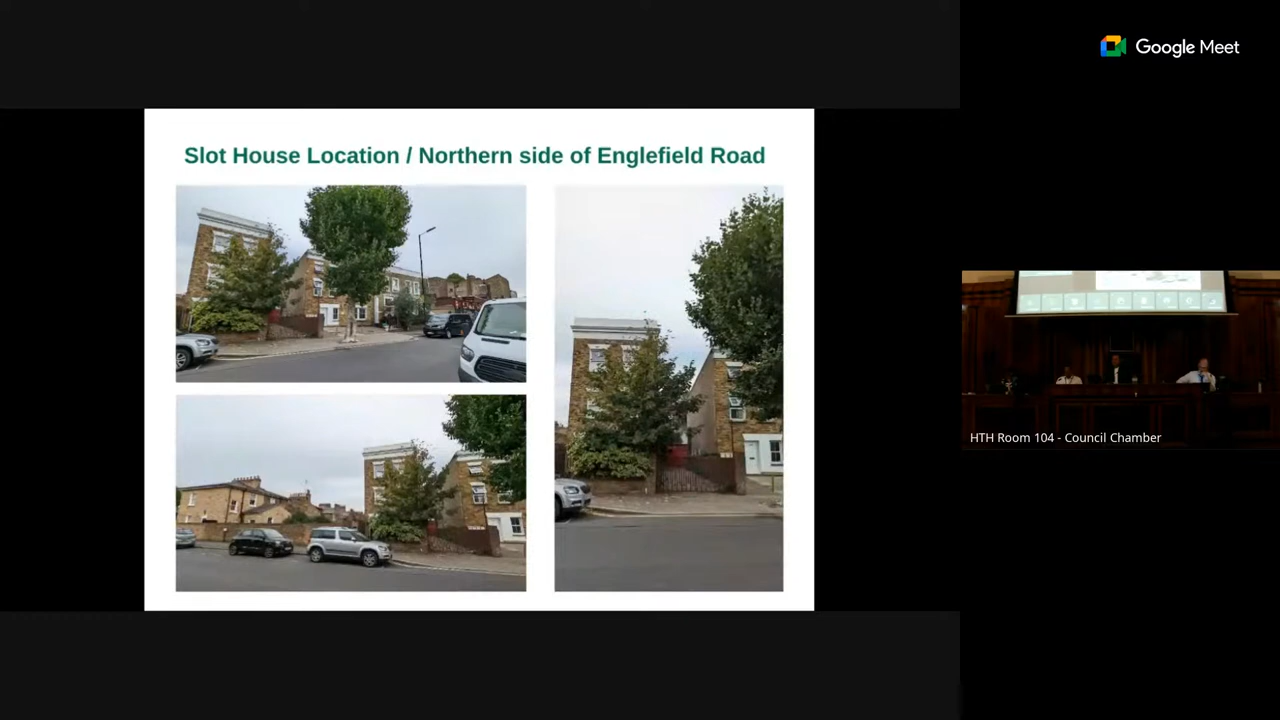 Google Meet
Slot House Location / Northern side of Englefield Road
HTH Room 104 - Council Chamber